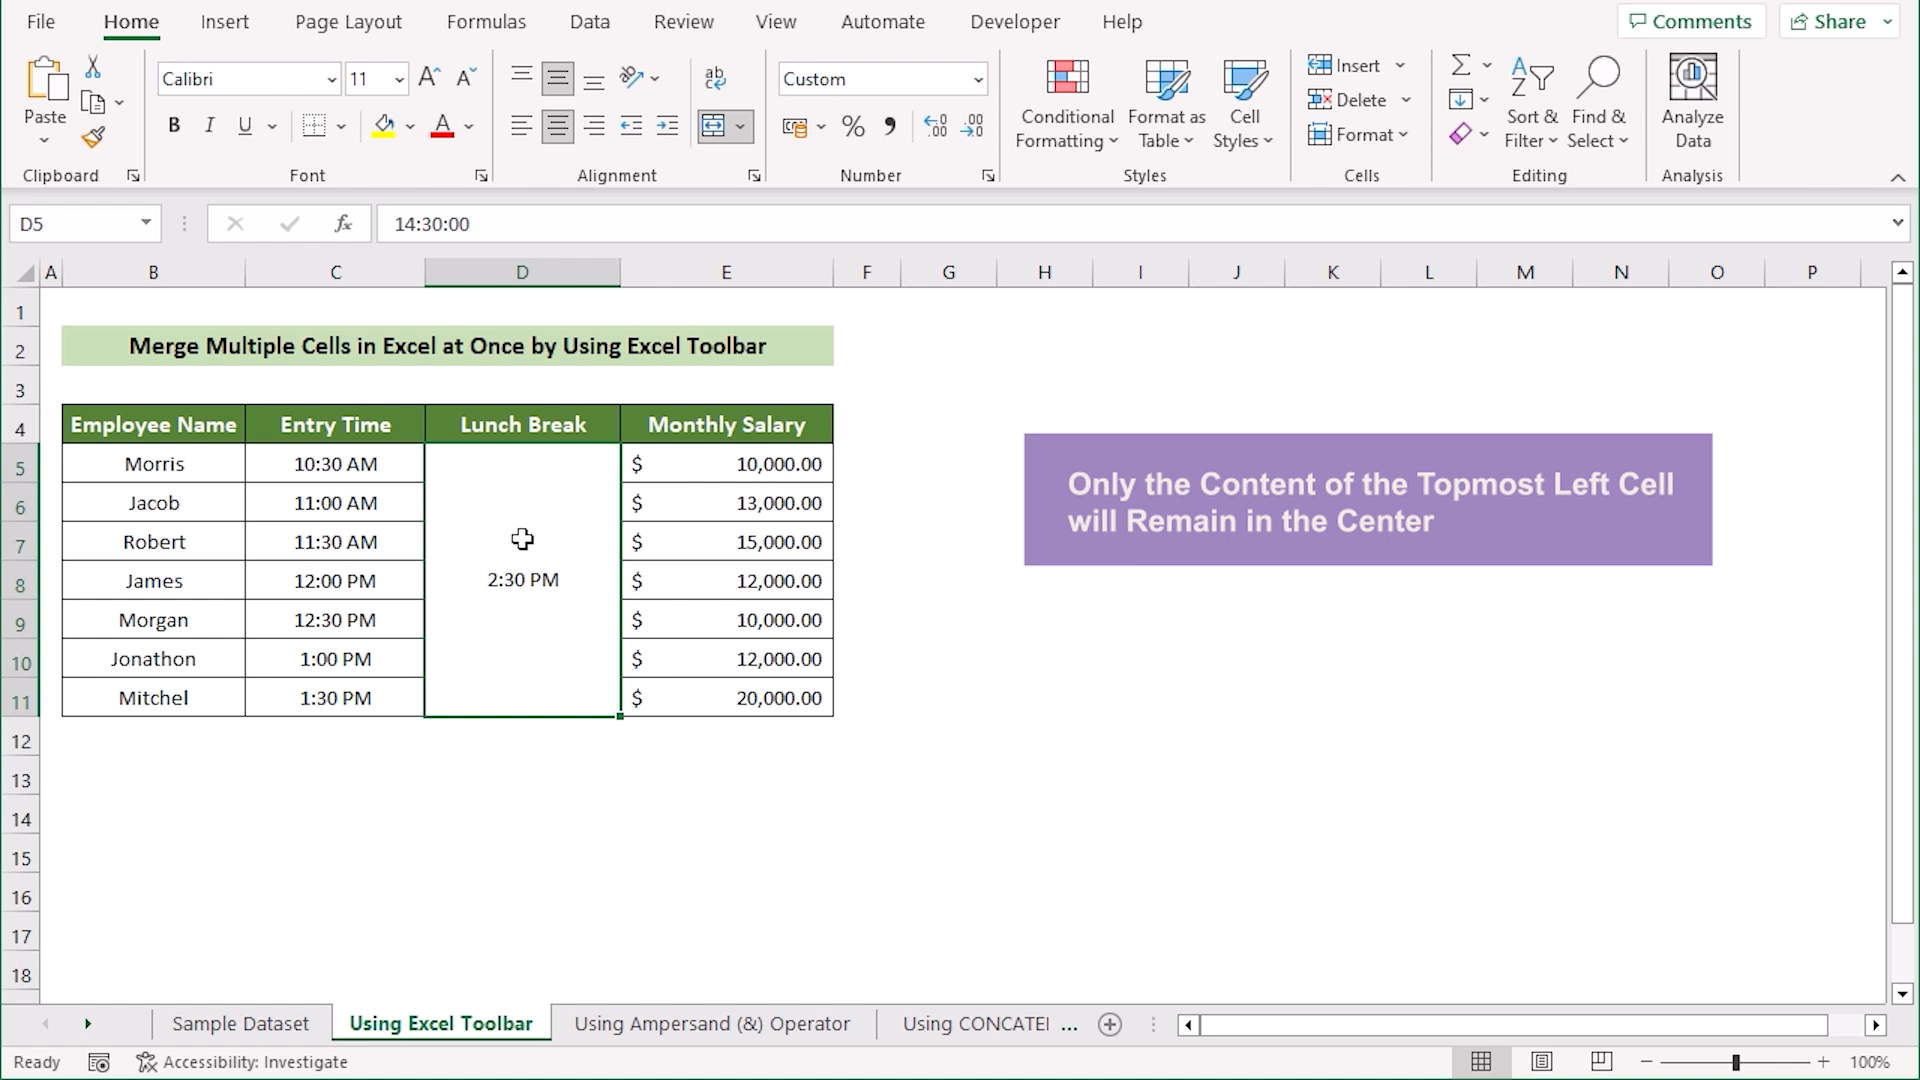 File Home Insert Page Layout Formulas Data Review View Automate Developer Help Comments Share
Calibri 11 ab Custom Insert Σ
Paste B I U A % Conditional Formatting Format as Table Cell Styles Delete Format Sort & Filter Find & Select Analyze Data
Clipboard Font Alignment Number Styles Cells Editing Analysis
D5 fx 14:30:00
A B C D E F G H I J K L M N O P
1
2 Merge Multiple Cells in Excel at Once by Using Excel Toolbar
3
4 Employee Name Entry Time Lunch Break Monthly Salary
5 Morris 10:30 AM $ 10,000.00
6 Jacob 11:00 AM $ 13,000.00
7 Robert 11:30 AM $ 15,000.00
8 James 12:00 PM 2:30 PM $ 12,000.00
9 Morgan 12:30 PM $ 10,000.00
10 Jonathon 1:00 PM $ 12,000.00
11 Mitchel 1:30 PM $ 20,000.00
Only the Content of the Topmost Left Cell
will Remain in the Center
12
13
14
15
16
17
18
Sample Dataset Using Excel Toolbar Using Ampersand (&) Operator Using CONCATEI ...
Ready Accessibility: Investigate 100%